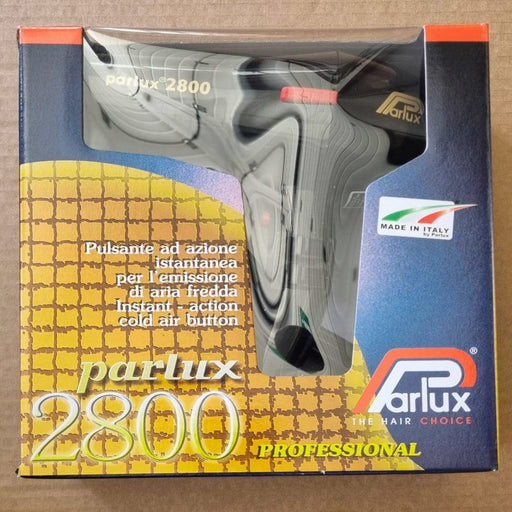 parlux® 2800
Parlux
MADE IN ITALY
by Parlux
Pulsante ad azione
istantanea
per l'emissione
di aria fredda
Instant - action
cold air button
parlux
2800
PROFESSIONAL
Parlux®
THE HAIR CHOICE